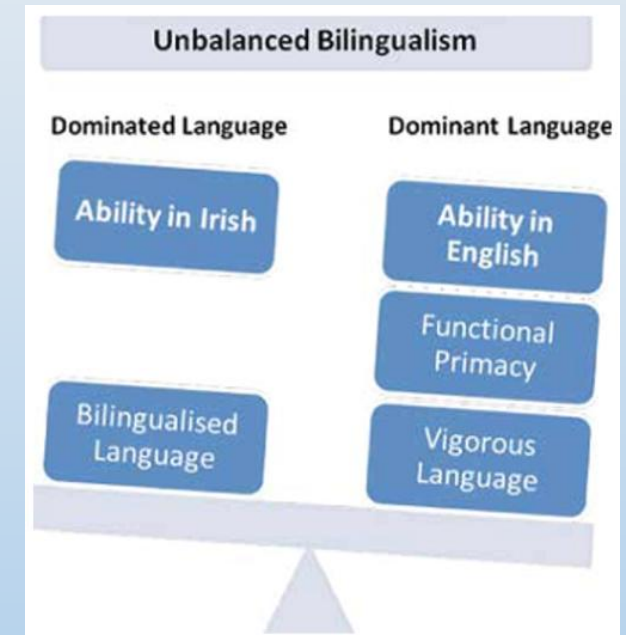 Unbalanced Bilingualism
Dominated Language
Dominant Language
Ability in Irish
Ability in
English
Functional
Primacy
Bilingualised
Language
Vigorous
Language